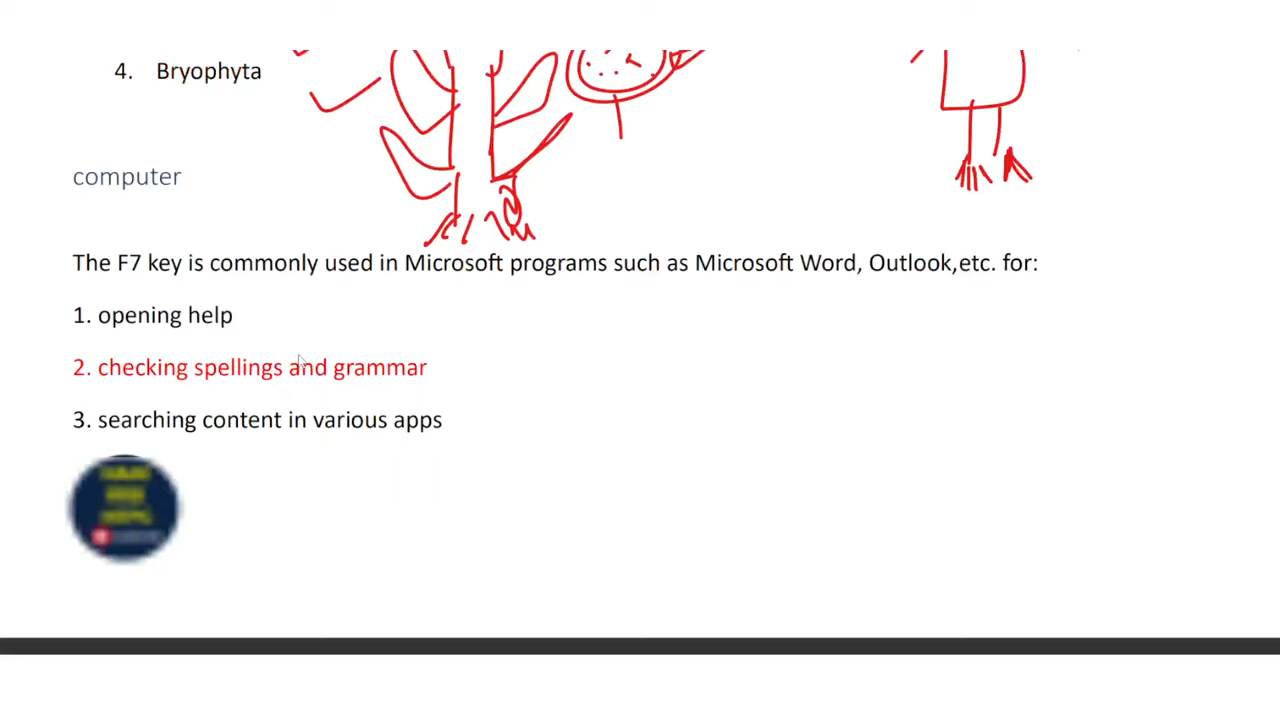 4. Bryophyta
computer
The F7 key is commonly used in Microsoft programs such as Microsoft Word, Outlook,etc. for:
1. opening help
2. checking spellings and grammar
3. searching content in various apps